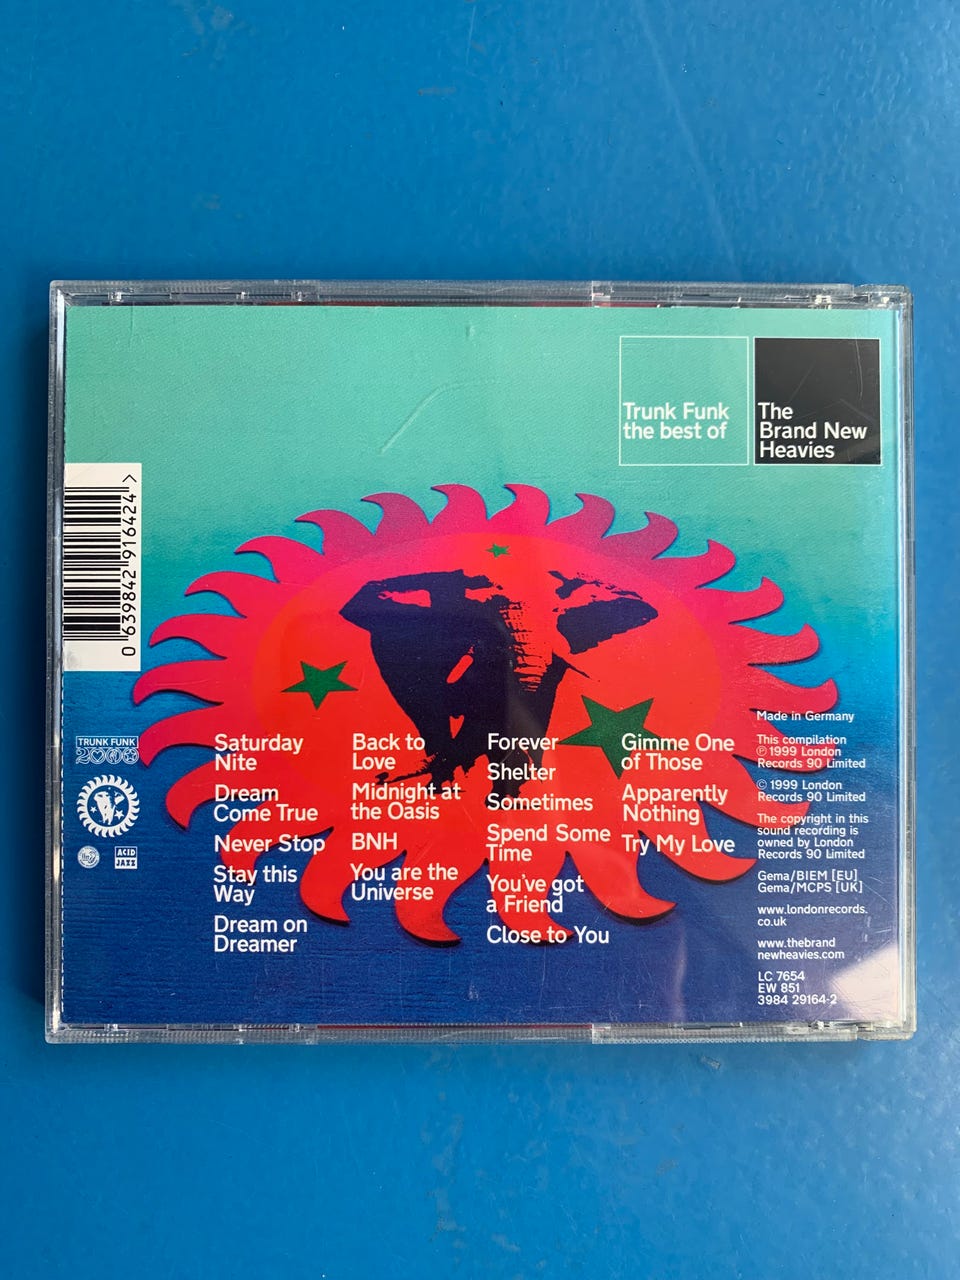 Trunk Funk
the best of
The
Brand New
Heavies
0 639842 916424 >
TRUNK FUNK
ACID
JAZZ
Saturday
Nite
Dream
Come True
Never Stop
Stay this
Way
Dream on
Dreamer
Back to
Love
Midnight at
the Oasis
BNH
You are the
Universe
Forever
Shelter
Sometimes
Spend Some
Time
You've got
a Friend
Close to You
Gimme One
of Those
Apparently
Nothing
Try My Love
Made in Germany
This compilation
℗ 1999 London
Records 90 Limited
© 1999 London
Records 90 Limited
The copyright in this
sound recording is
owned by London
Records 90 Limited
Gema/BIEM [EU]
Gema/MCPS [UK]
www.londonrecords.
co.uk
www.thebrand
newheavies.com
LC 7654
EW 851
3984 29164-2